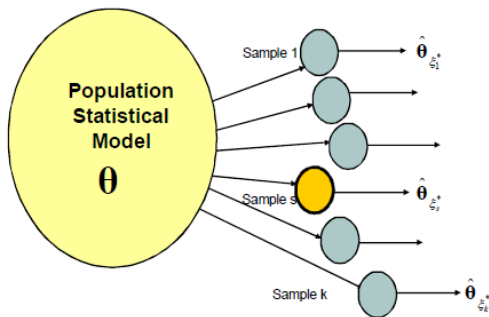 Sample 1
θ̂ ξ₁*
Population
Statistical
Model
θ
Sample s
θ̂ ξₛ*
Sample k
θ̂ ξₖ*